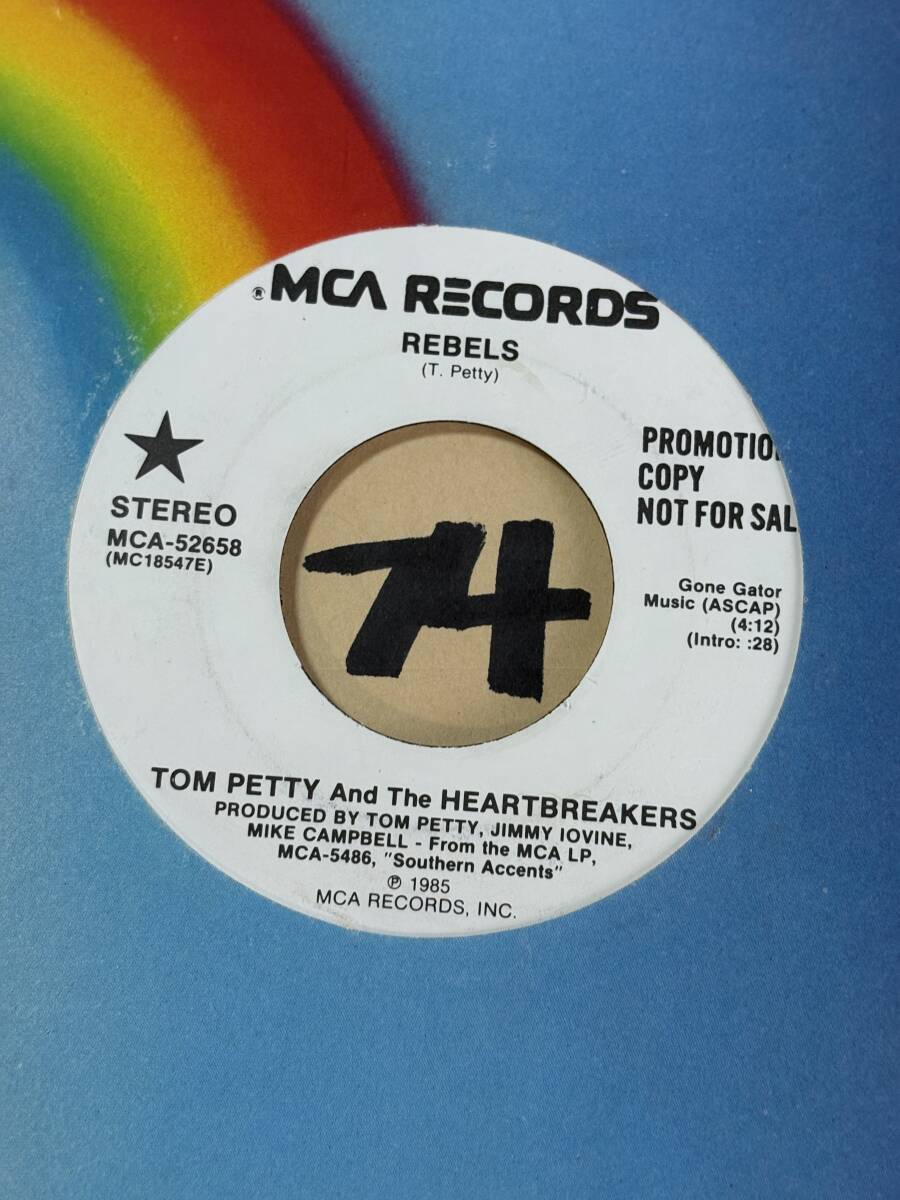 ® MCA RECORDS
REBELS
(T. Petty)
STEREO
MCA-52658
(MC18547E)
PROMOTIO
COPY
NOT FOR SAL
Gone Gator
Music (ASCAP)
(4:12)
(Intro: :28)
TOM PETTY And The HEARTBREAKERS
PRODUCED BY TOM PETTY, JIMMY IOVINE,
MIKE CAMPBELL - From the MCA LP,
MCA-5486, "Southern Accents"
℗ 1985
MCA RECORDS, INC.